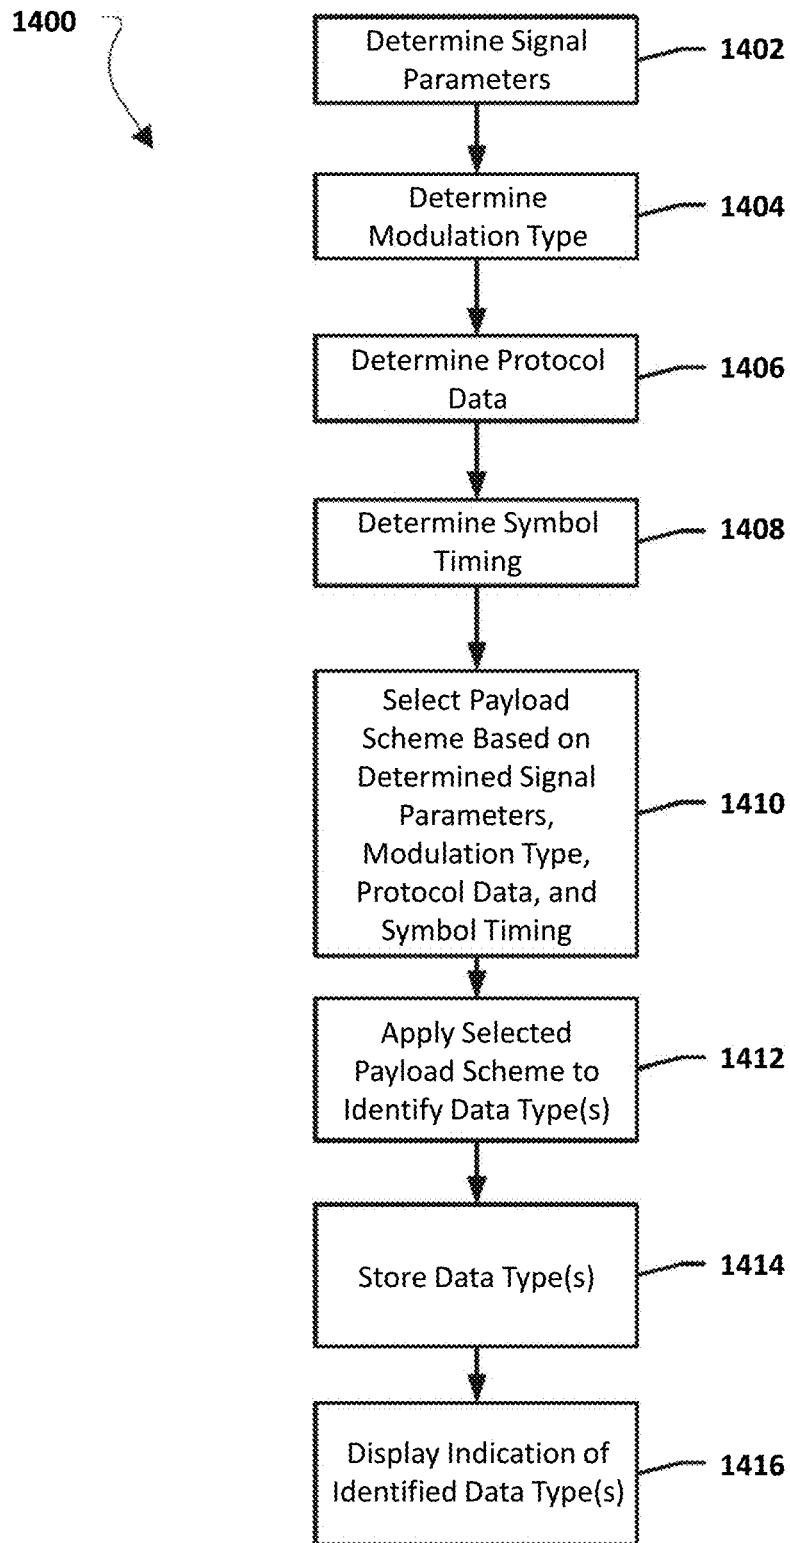 1400
Determine Signal
Parameters
1402
Determine
Modulation Type
1404
Determine Protocol
Data
1406
Determine Symbol
Timing
1408
Select Payload
Scheme Based on
Determined Signal
Parameters,
Modulation Type,
Protocol Data, and
Symbol Timing
1410
Apply Selected
Payload Scheme to
Identify Data Type(s)
1412
Store Data Type(s)
1414
Display Indication of
Identified Data Type(s)
1416